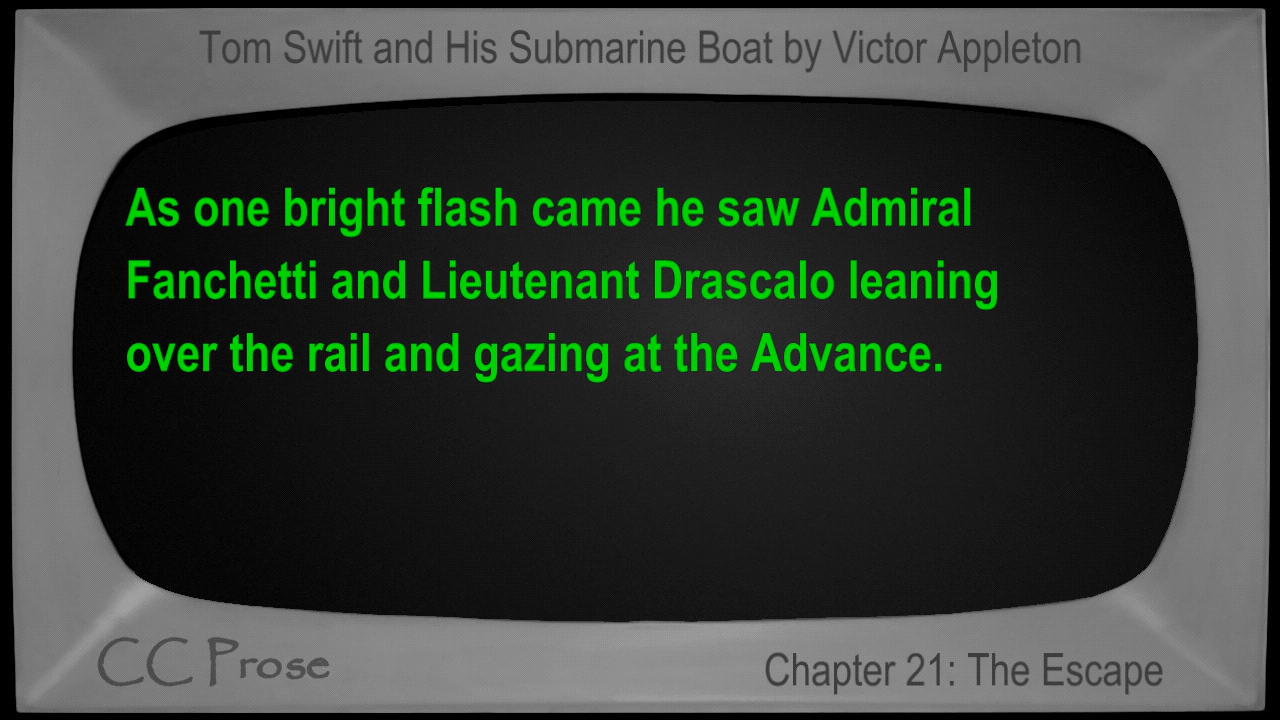 Tom Swift and His Submarine Boat by Victor Appleton
As one bright flash came he saw Admiral
Fanchetti and Lieutenant Drascalo leaning
over the rail and gazing at the Advance.
CC Prose
Chapter 21: The Escape